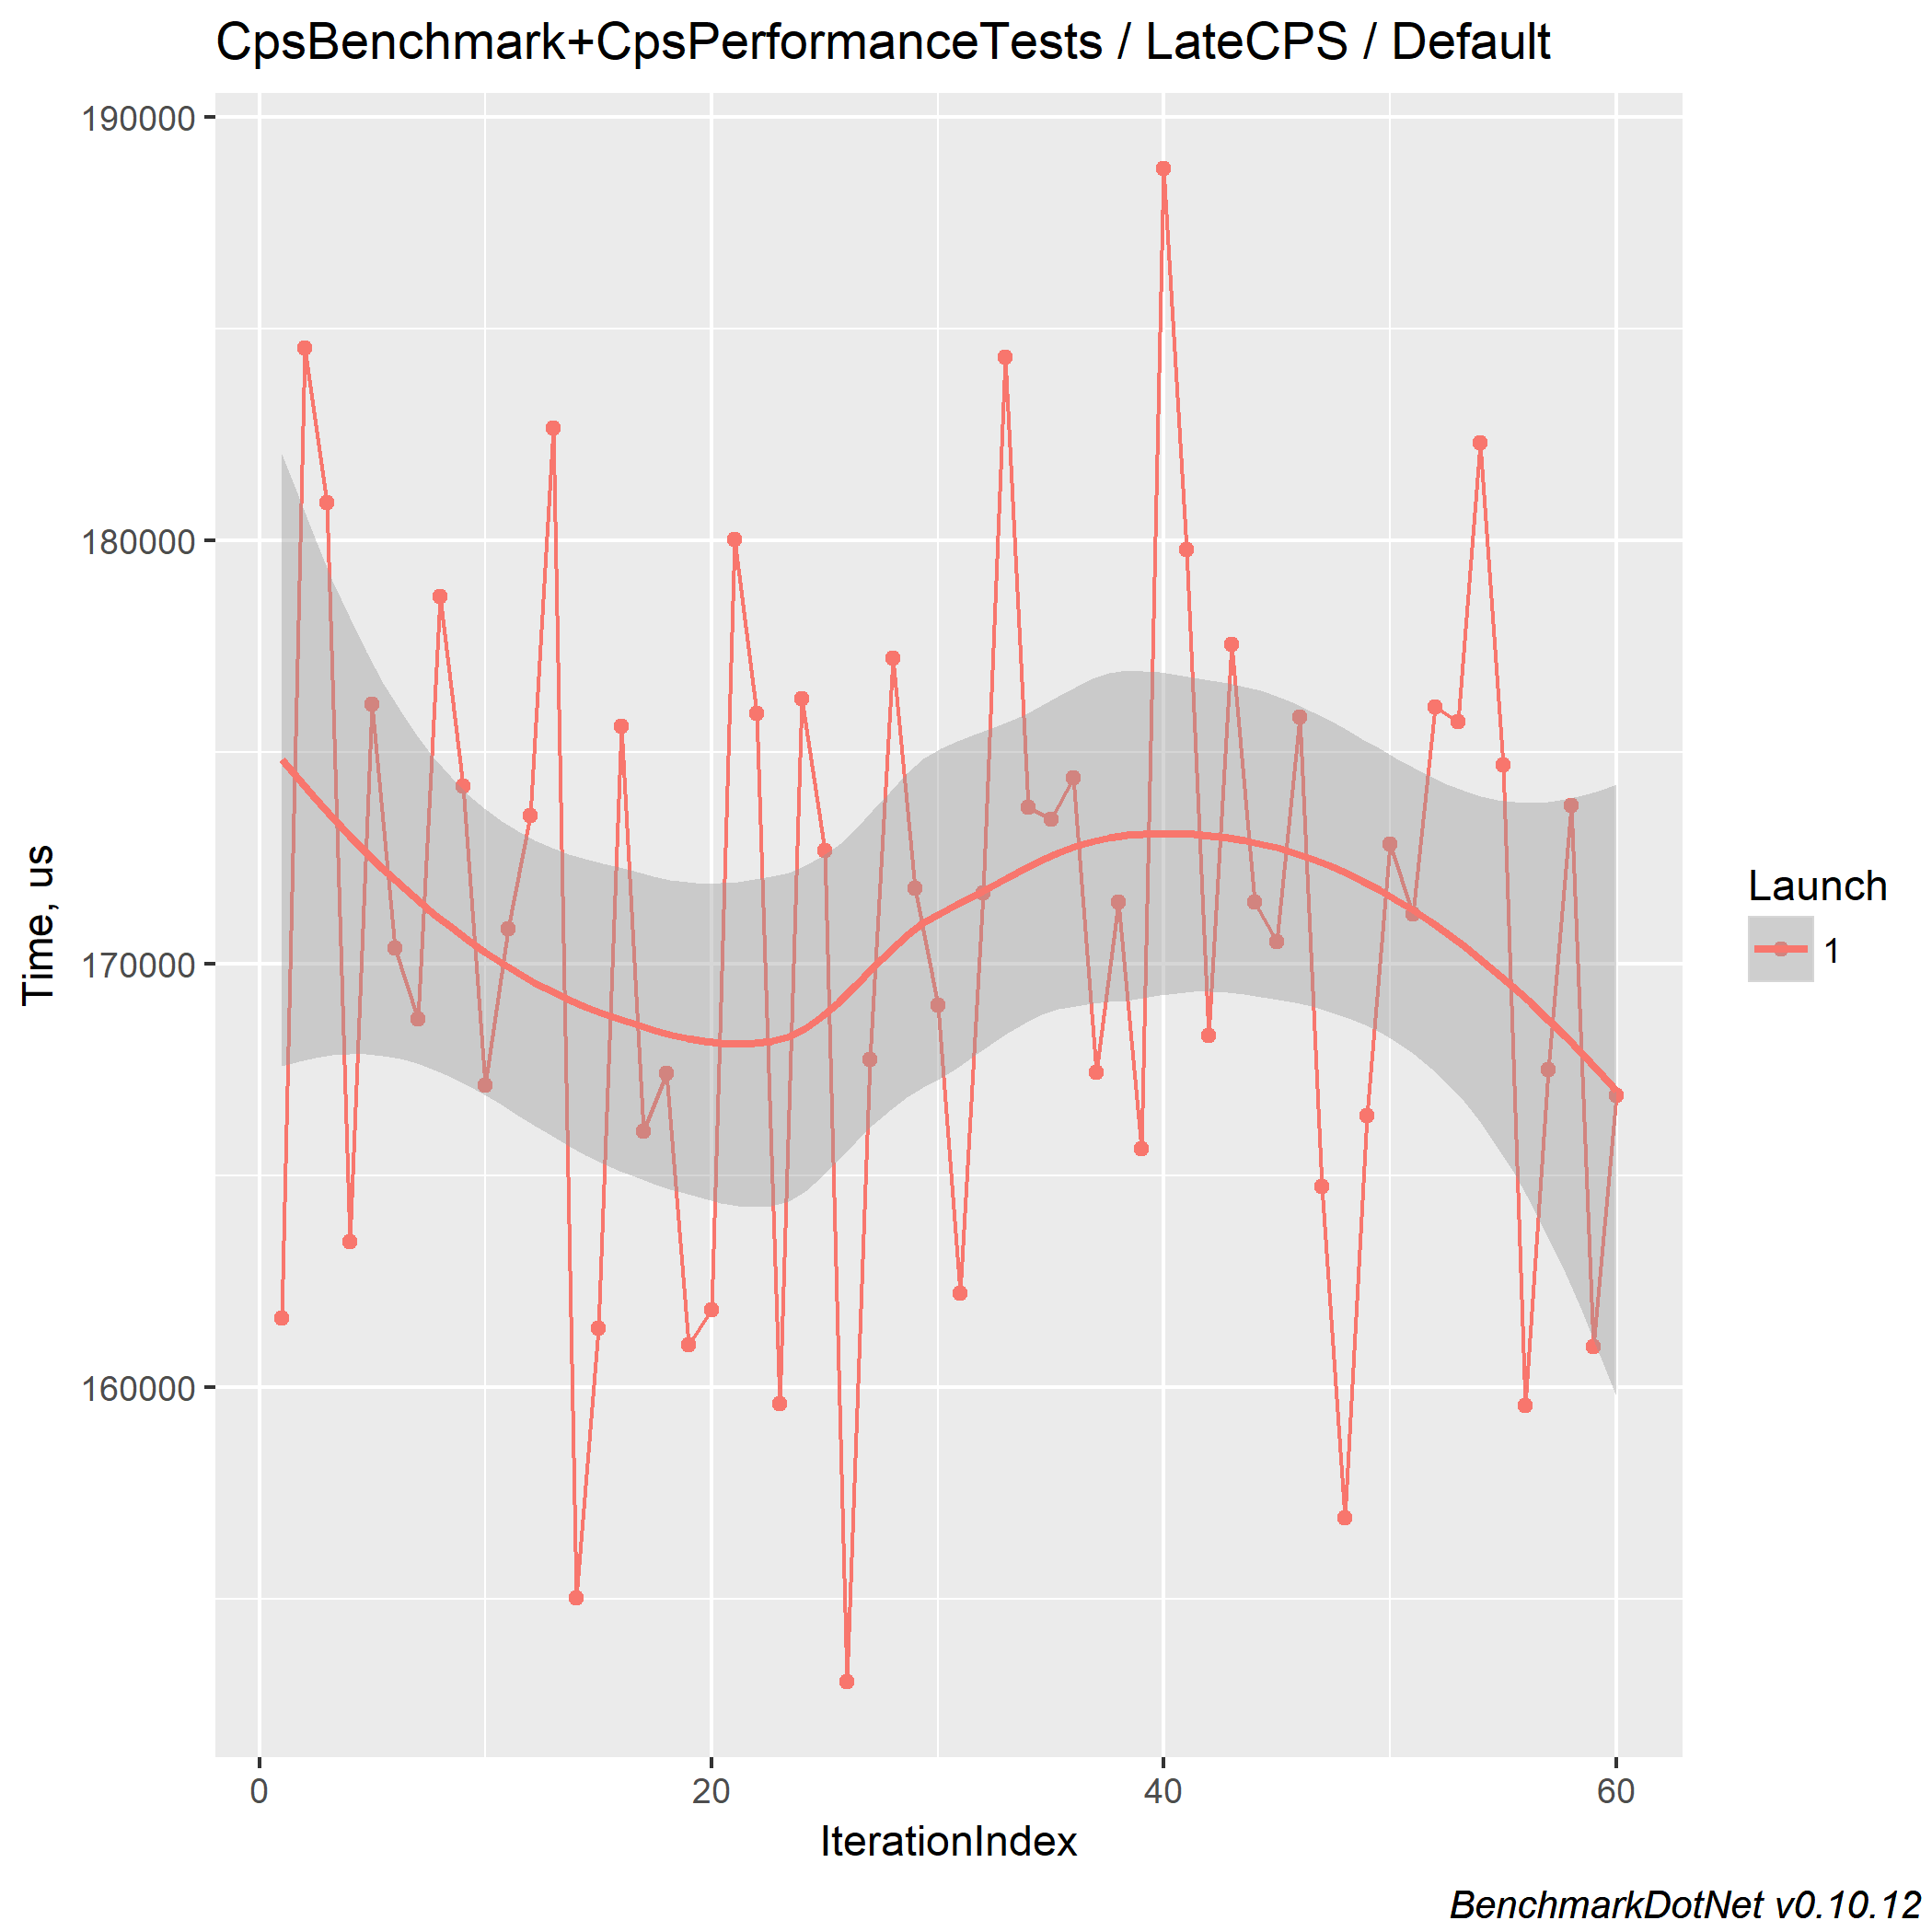 CpsBenchmark+CpsPerformanceTests / LateCPS / Default
190000
180000
170000
160000
Time, us
0
20
40
60
IterationIndex
Launch
1
BenchmarkDotNet v0.10.12